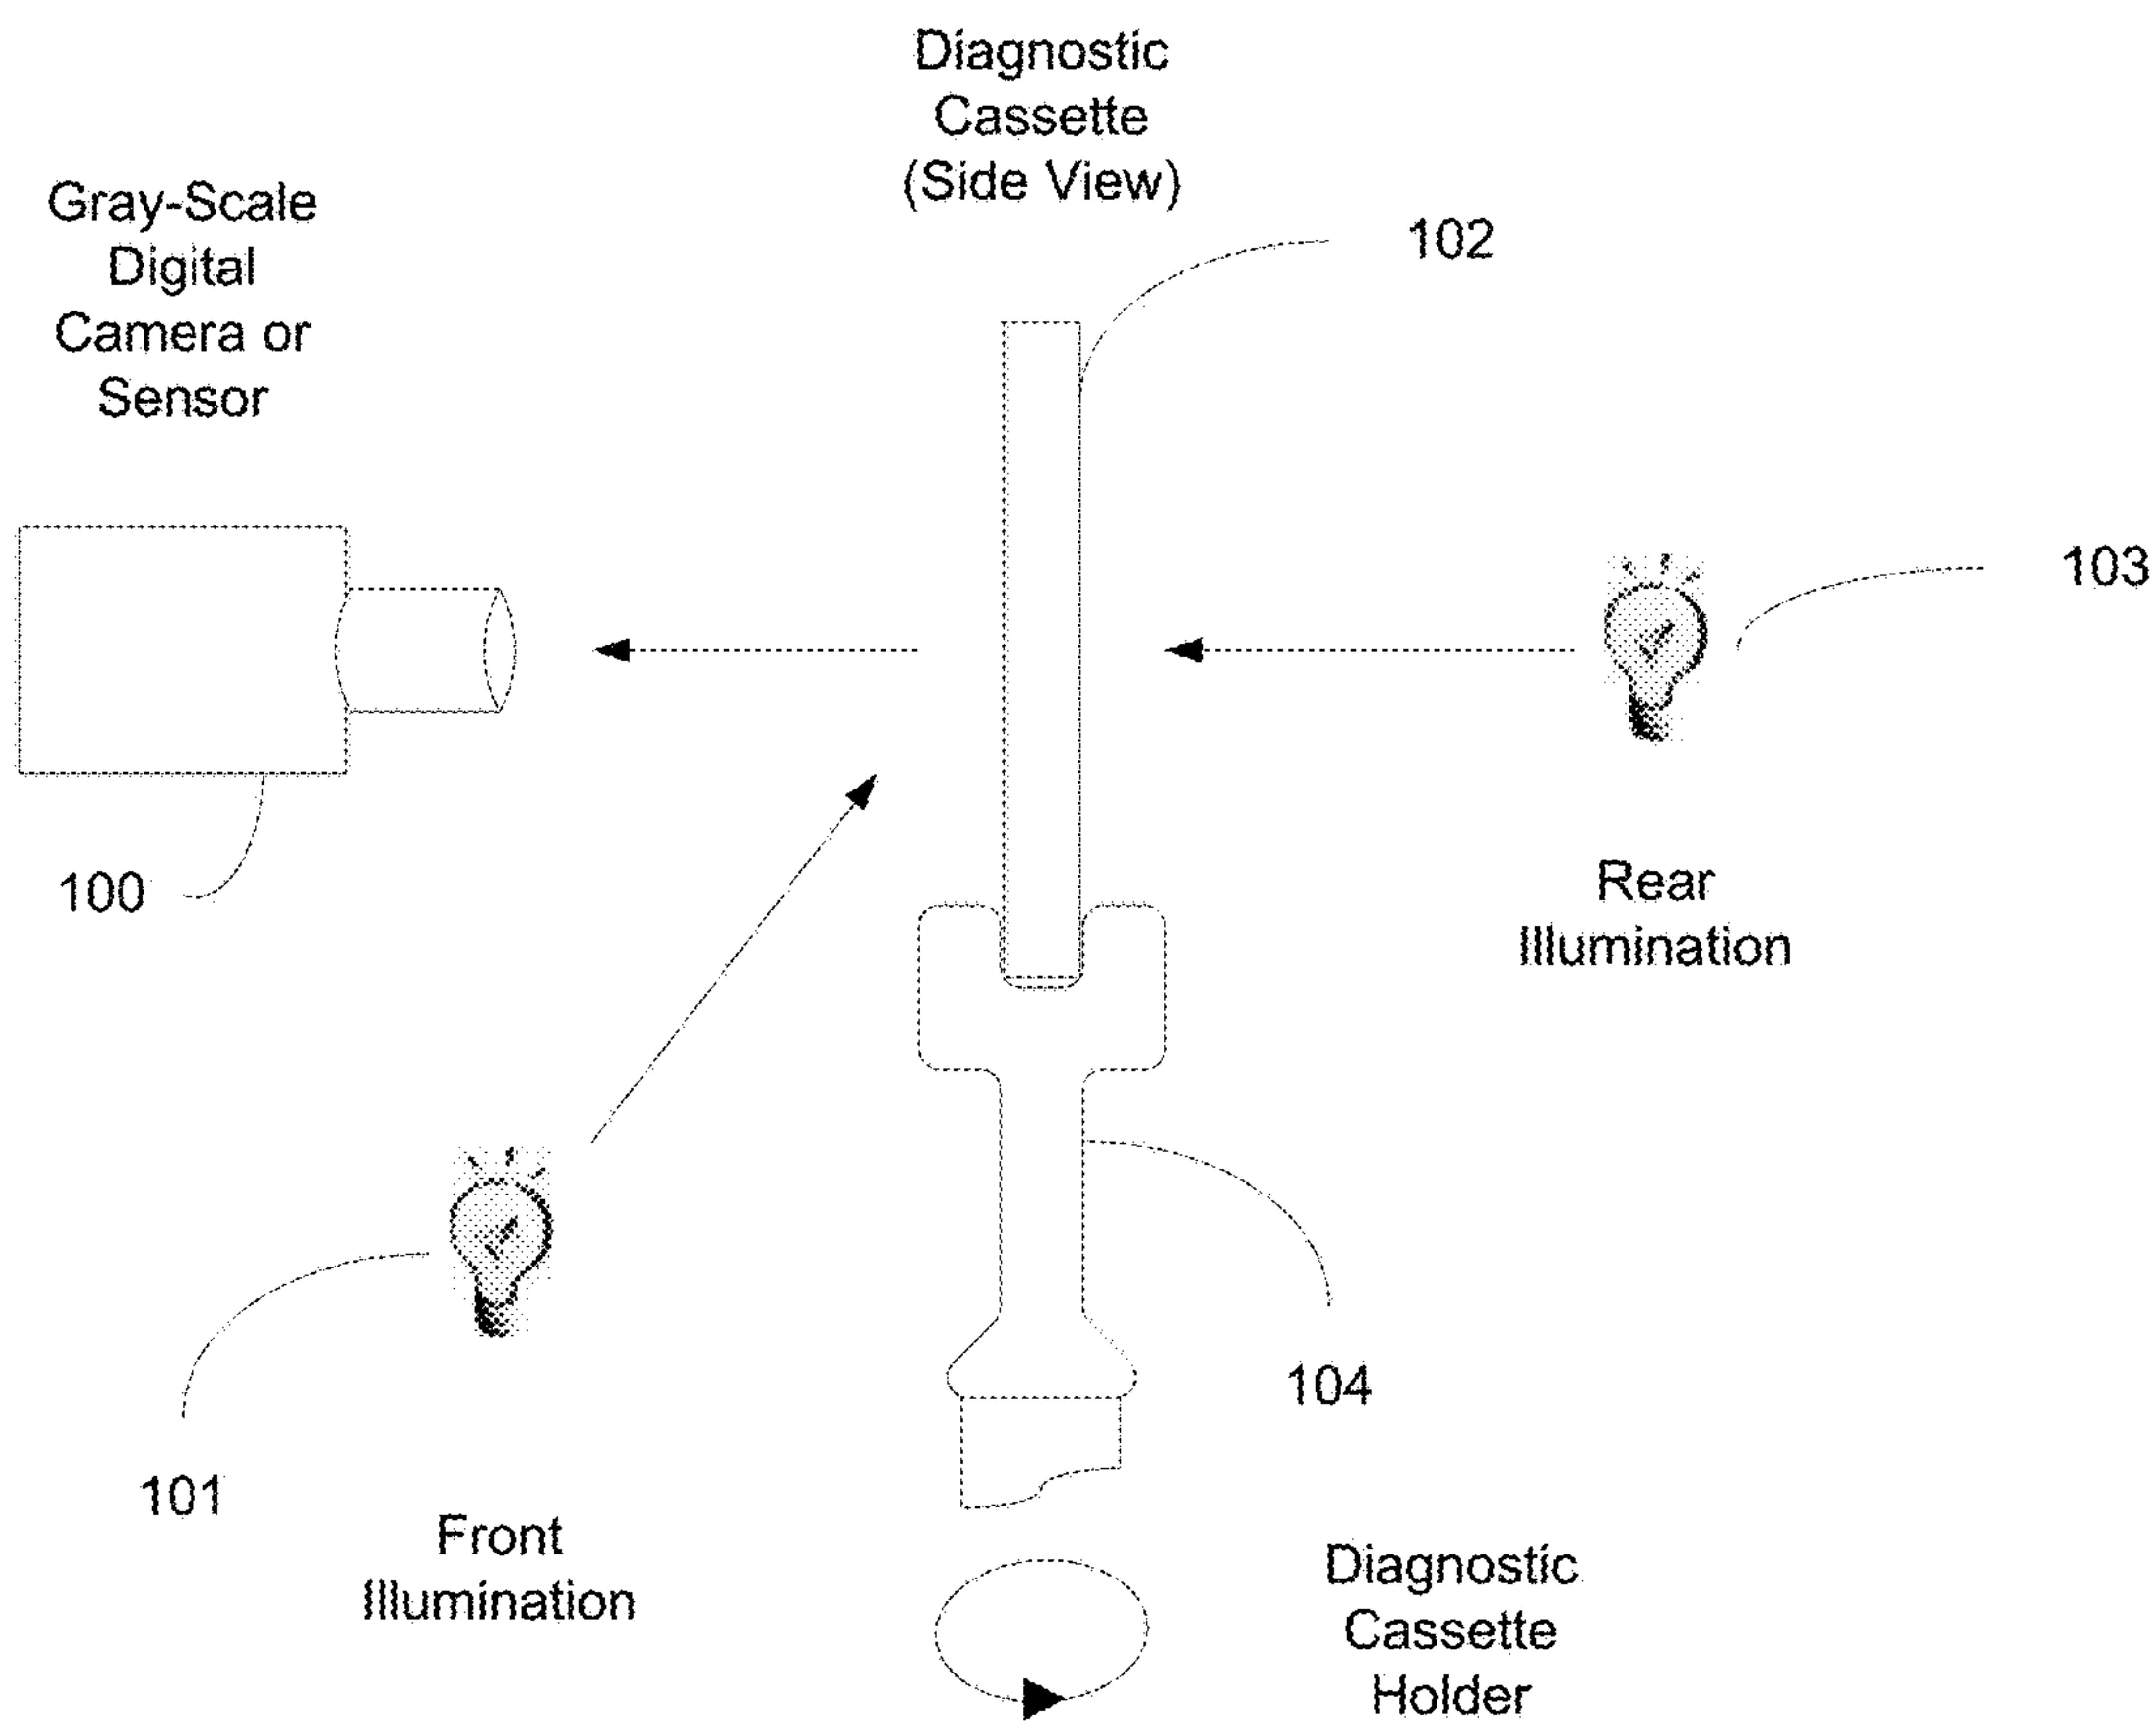 Diagnostic
Cassette
(Side View)
Gray-Scale
Digital
Camera or
Sensor
102
103
100
Rear
Illumination
104
101
Front
Illumination
Diagnostic
Cassette
Holder